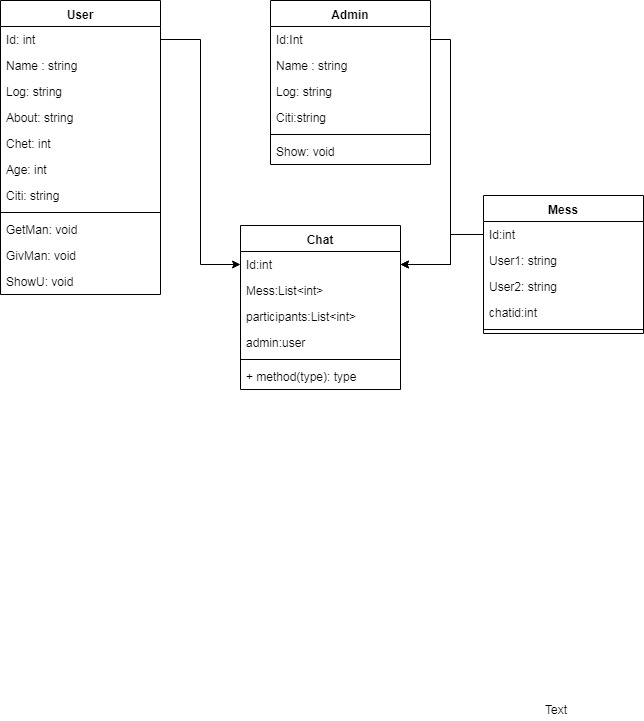 User
Id: int
Name : string
Log: string
About: string
Chet: int
Age: int
Citi: string
GetMan: void
GivMan: void
ShowU: void
Admin
Id:Int
Name : string
Log: string
Citi:string
Show: void
Chat
Id:int
Mess:List<int>
participants:List<int>
admin:user
+ method(type): type
Mess
Id:int
User1: string
User2: string
chatid:int
Text